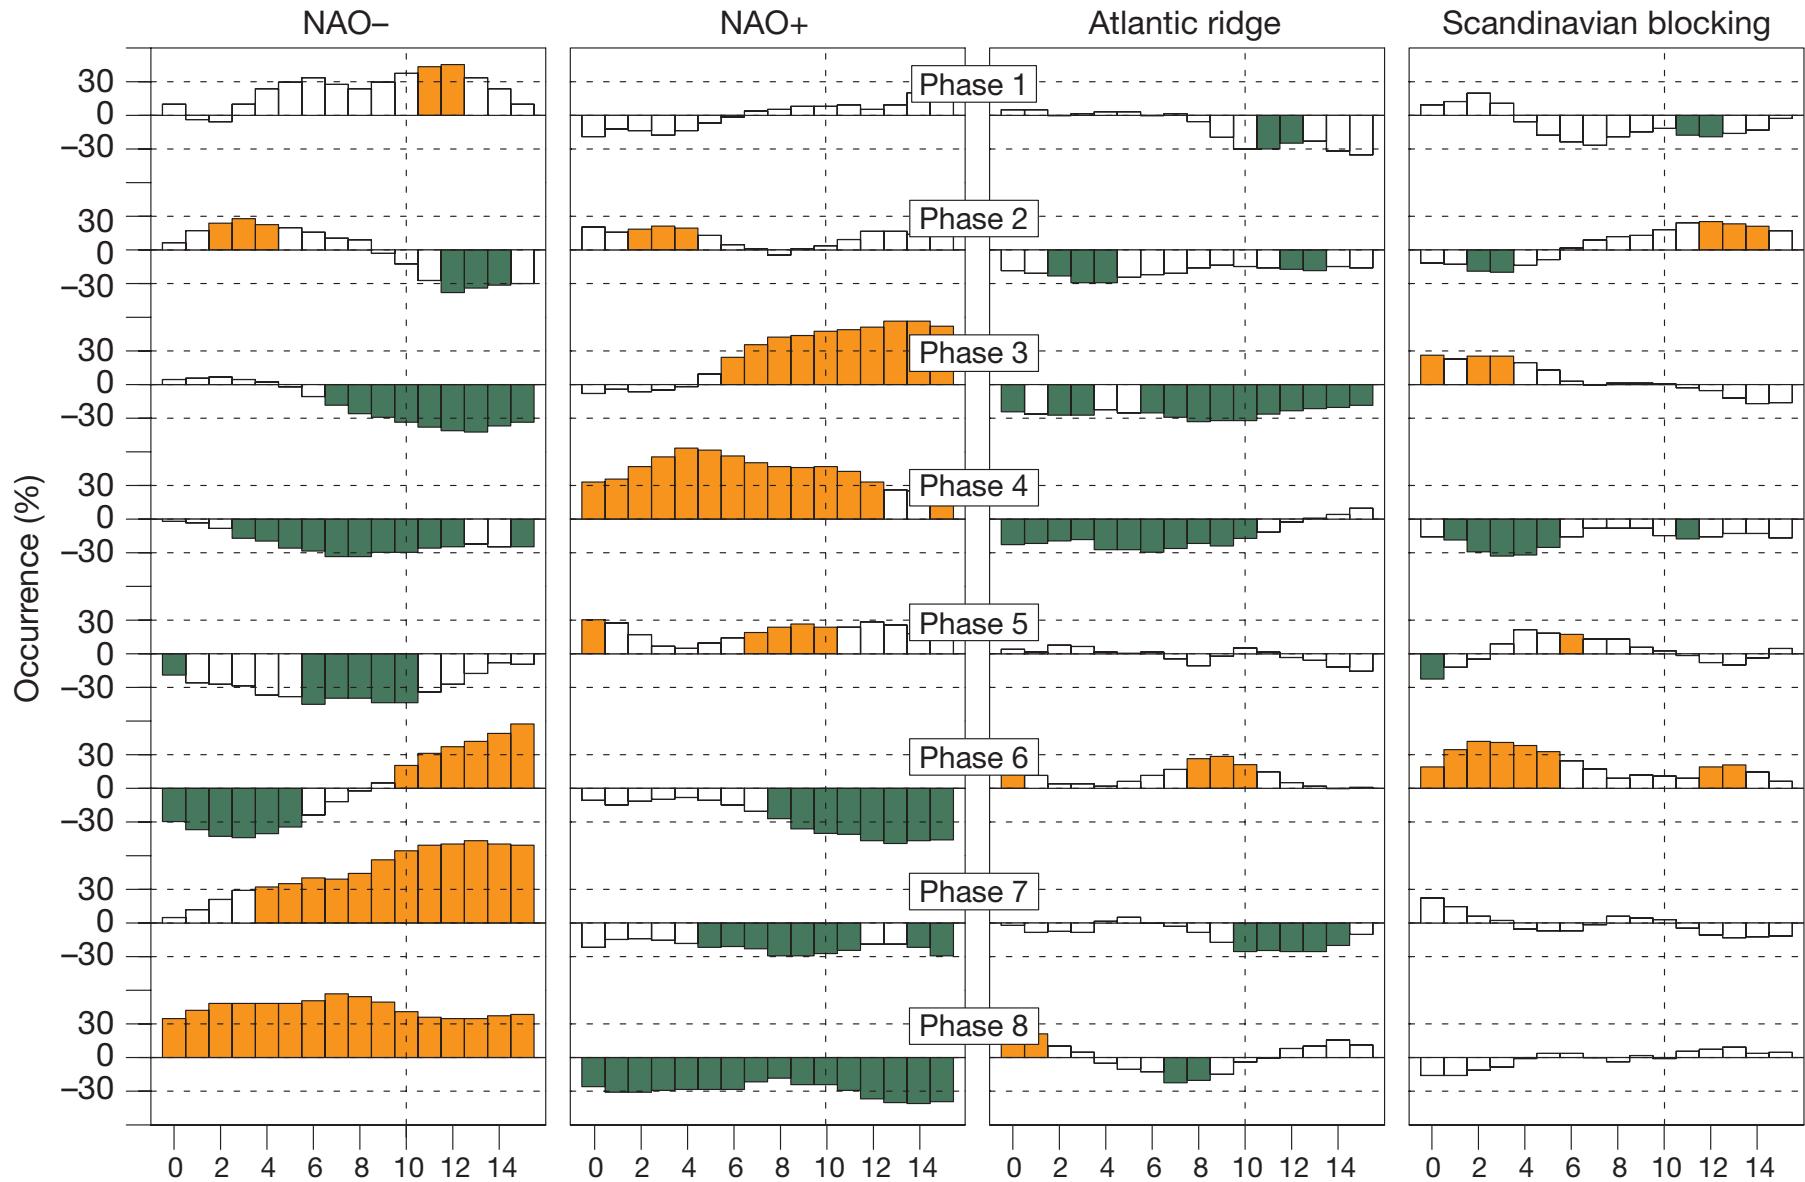 NAO– NAO+ Atlantic ridge Scandinavian blocking
Occurrence (%)
30
0
–30
Phase 1
30
0
–30
Phase 2
30
0
–30
Phase 3
30
0
–30
Phase 4
30
0
–30
Phase 5
30
0
–30
Phase 6
30
0
–30
Phase 7
30
0
–30
Phase 8
0 2 4 6 8 10 12 14 0 2 4 6 8 10 12 14 0 2 4 6 8 10 12 14 0 2 4 6 8 10 12 14